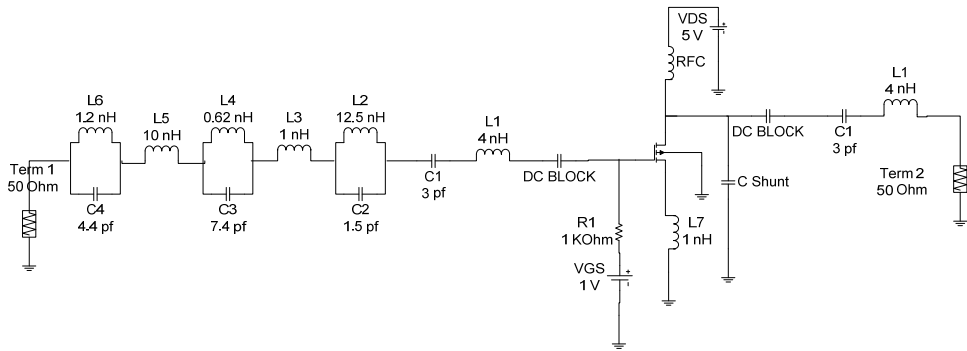 L6
1.2 nH
C4
4.4 pf
Term 1
50 Ohm
L5
10 nH
L4
0.62 nH
C3
7.4 pf
L3
1 nH
L2
12.5 nH
C2
1.5 pf
C1
3 pf
L1
4 nH
DC BLOCK
R1
1 KOhm
VGS
1 V
VDS
5 V
RFC
L7
1 nH
C Shunt
DC BLOCK
C1
3 pf
L1
4 nH
Term 2
50 Ohm